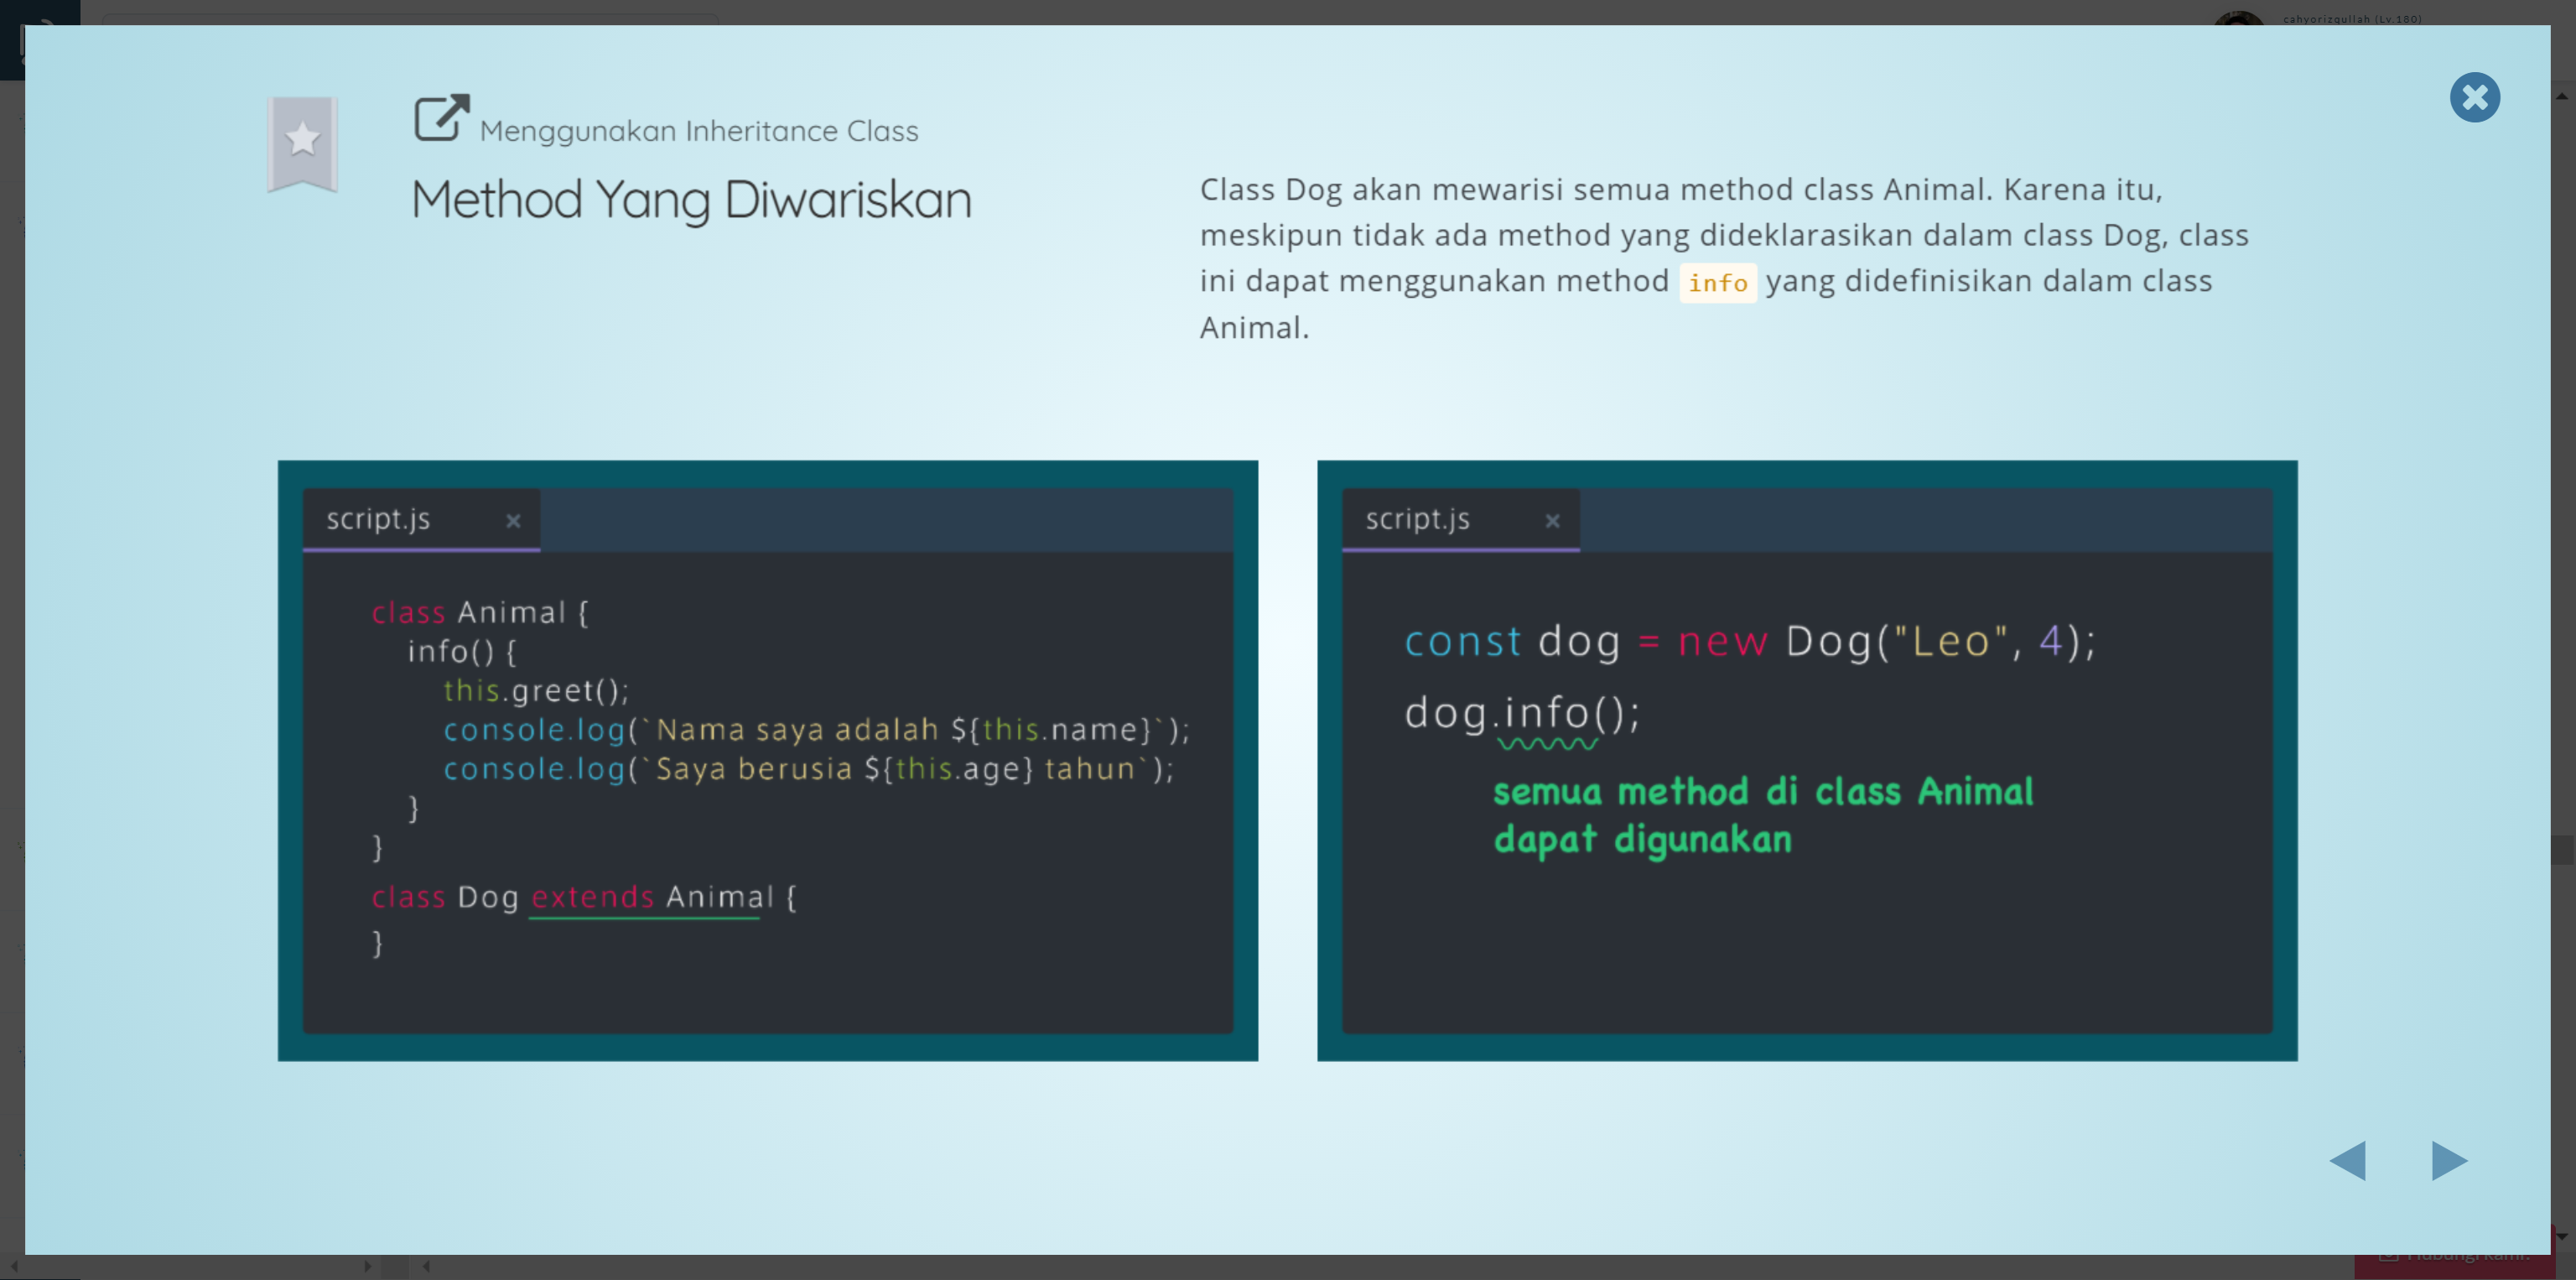 cahyorizqullah (Lv.180)
Menggunakan Inheritance Class
Method Yang Diwariskan
Class Dog akan mewarisi semua method class Animal. Karena itu,
meskipun tidak ada method yang dideklarasikan dalam class Dog, class
ini dapat menggunakan method info yang didefinisikan dalam class
Animal.
script.js
class Animal {
info() {
this.greet();
console.log(`Nama saya adalah ${this.name}`);
console.log(`Saya berusia ${this.age} tahun`);
}
}
class Dog extends Animal {
}
script.js
const dog = new Dog("Leo", 4);
dog.info();
semua method di class Animal
dapat digunakan
Hubungi kami.